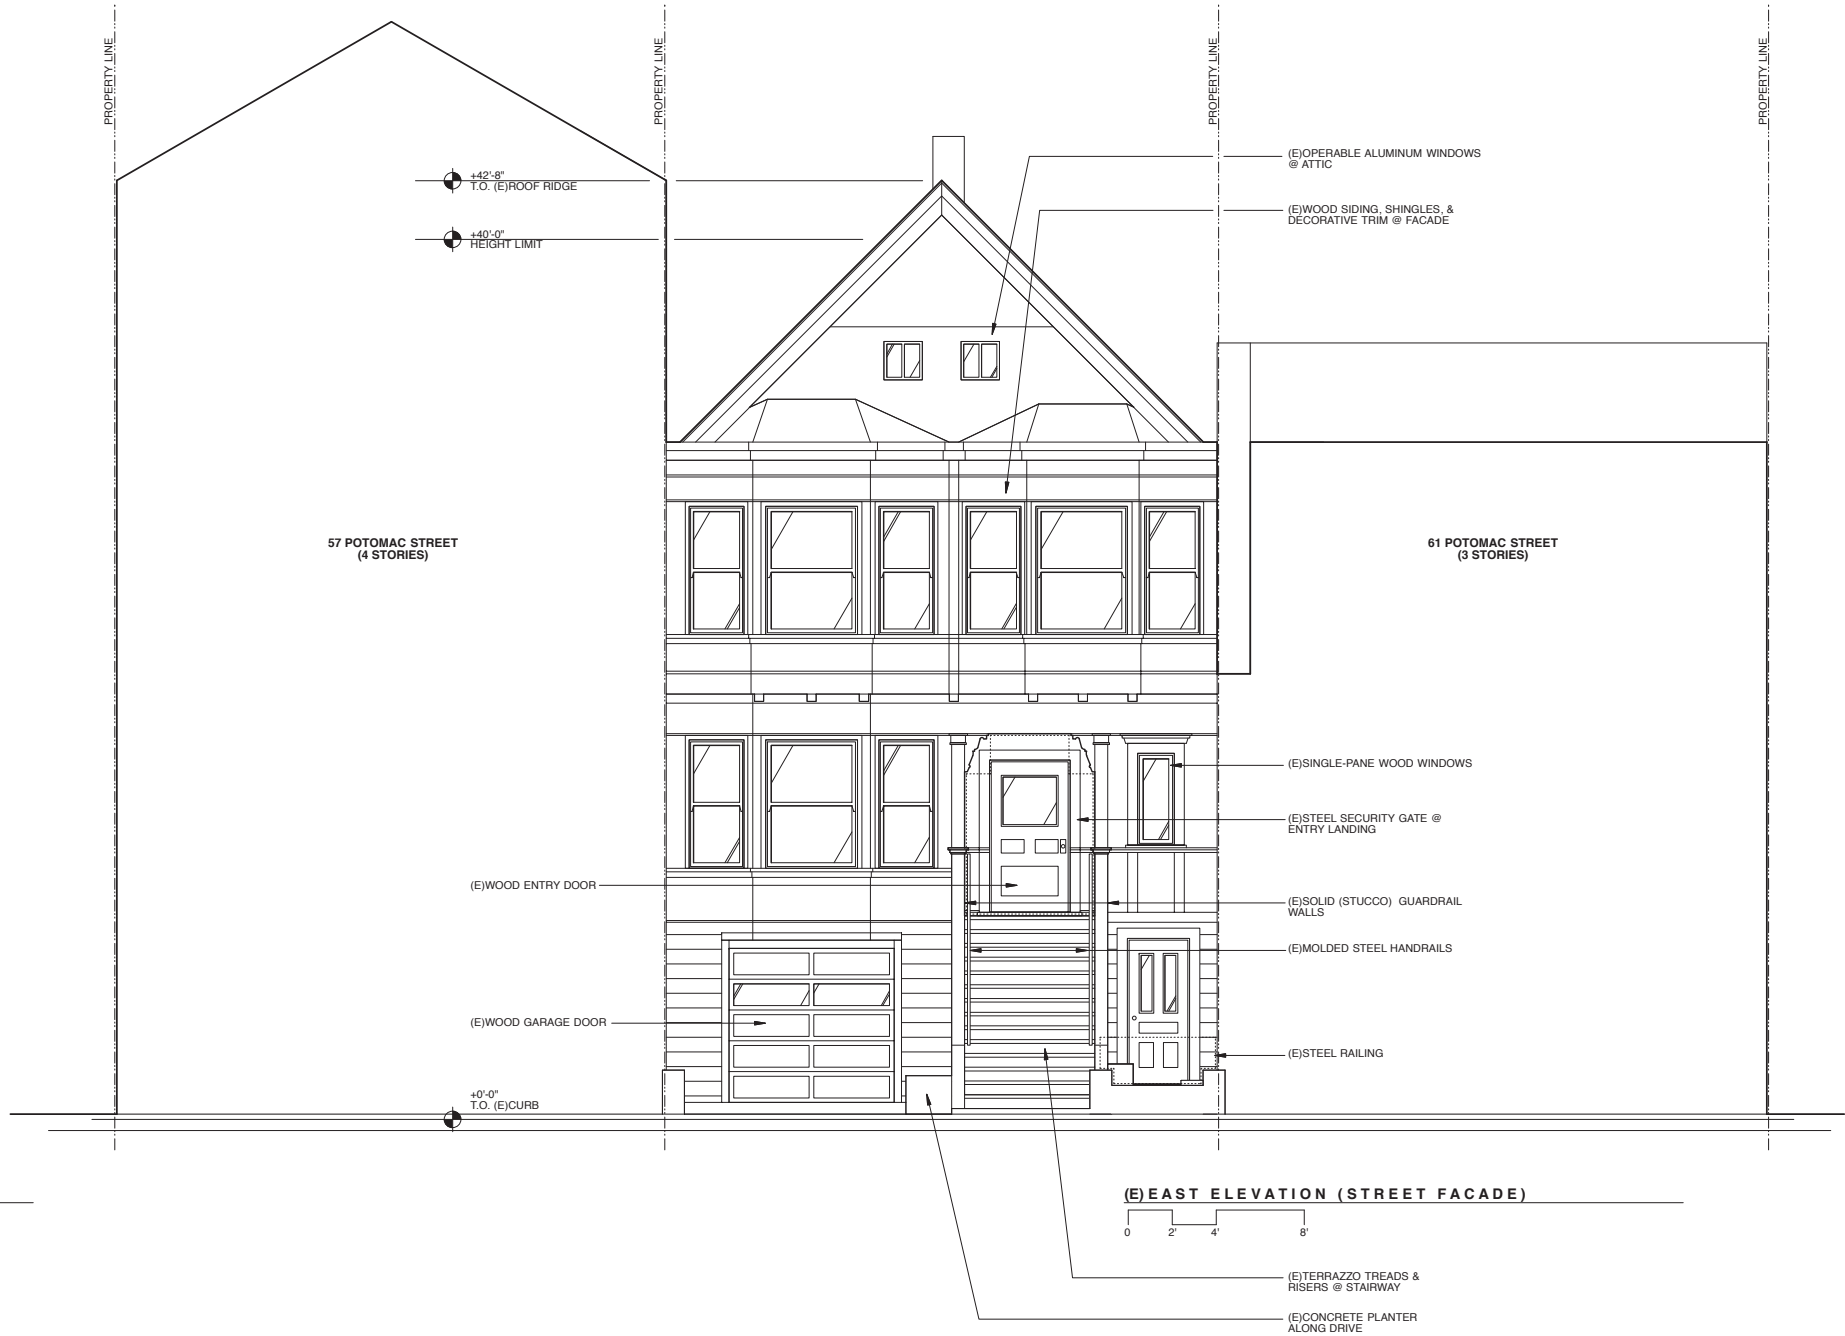 PROPERTY LINE
PROPERTY LINE
PROPERTY LINE
PROPERTY LINE
+42'-8"
T.O. (E)ROOF RIDGE
+40'-0"
HEIGHT LIMIT
(E)OPERABLE ALUMINUM WINDOWS
@ ATTIC
(E)WOOD SIDING, SHINGLES, &
DECORATIVE TRIM @ FACADE
57 POTOMAC STREET
(4 STORIES)
61 POTOMAC STREET
(3 STORIES)
(E)SINGLE-PANE WOOD WINDOWS
(E)STEEL SECURITY GATE @
ENTRY LANDING
(E)WOOD ENTRY DOOR
(E)SOLID (STUCCO) GUARDRAIL
WALLS
(E)MOLDED STEEL HANDRAILS
(E)WOOD GARAGE DOOR
(E)STEEL RAILING
+0'-0"
T.O. (E)CURB
(E) EAST ELEVATION (STREET FACADE)
0 2' 4' 8'
(E)TERRAZZO TREADS &
RISERS @ STAIRWAY
(E)CONCRETE PLANTER
ALONG DRIVE